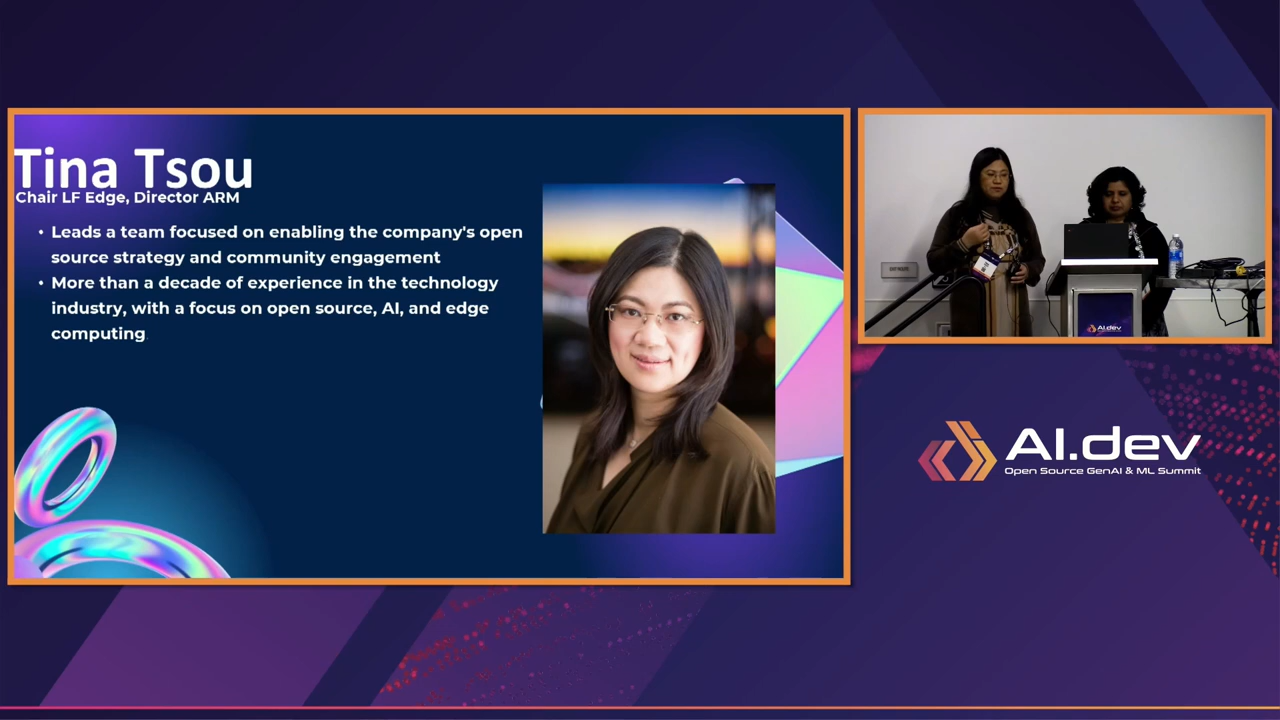 Tina Tsou
Chair LF Edge, Director ARM
• Leads a team focused on enabling the company's open
source strategy and community engagement
• More than a decade of experience in the technology
industry, with a focus on open source, AI, and edge
computing
AI.dev
AI.dev
Open Source GenAI & ML Summit